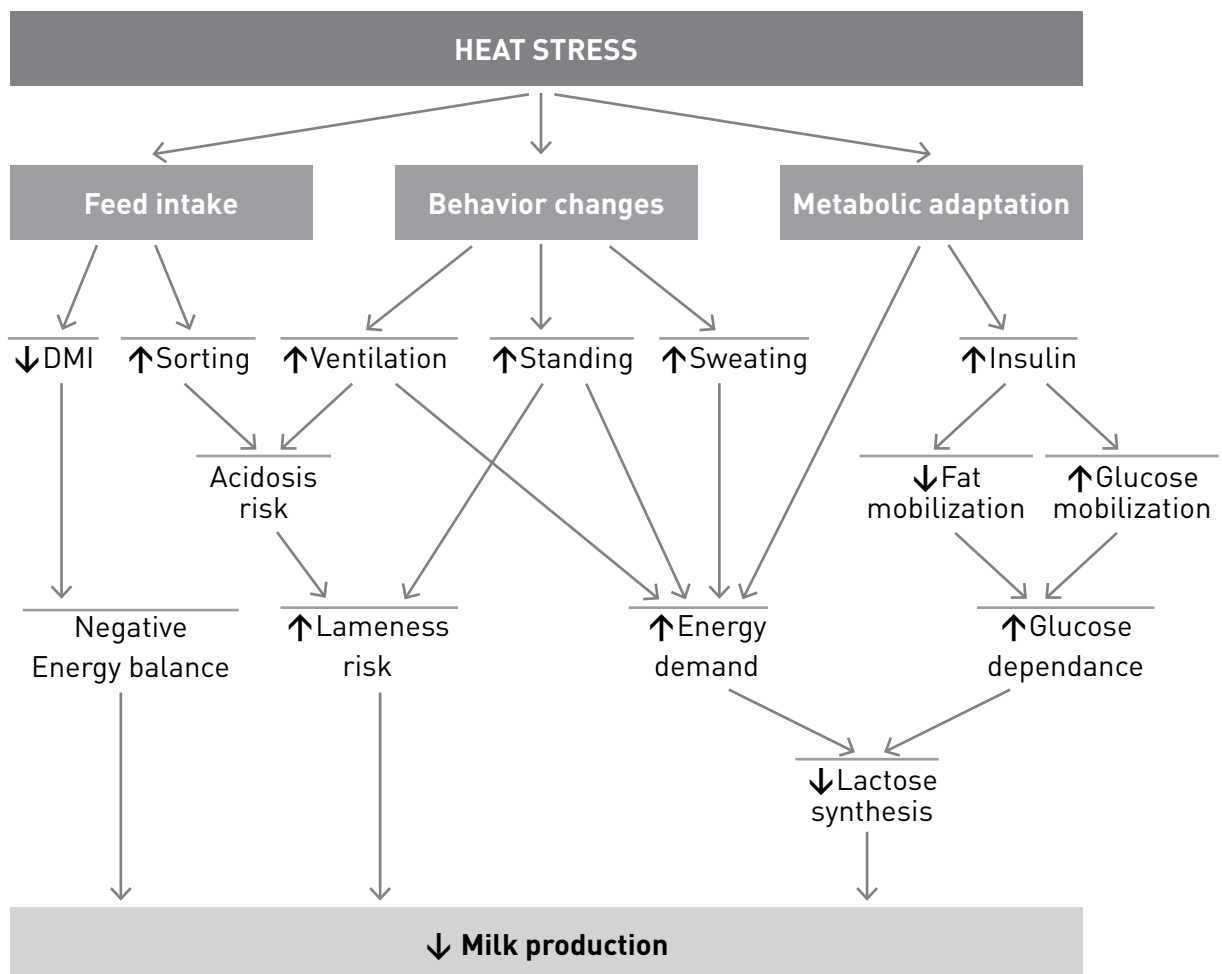 HEAT STRESS
Feed intake
Behavior changes
Metabolic adaptation
↓DMI
↑Sorting
↑Ventilation
↑Standing
↑Sweating
↑Insulin
Acidosis
risk
↓Fat
mobilization
↑Glucose
mobilization
Negative
Energy balance
↑Lameness
risk
↑Energy
demand
↑Glucose
dependance
↓Lactose
synthesis
↓ Milk production